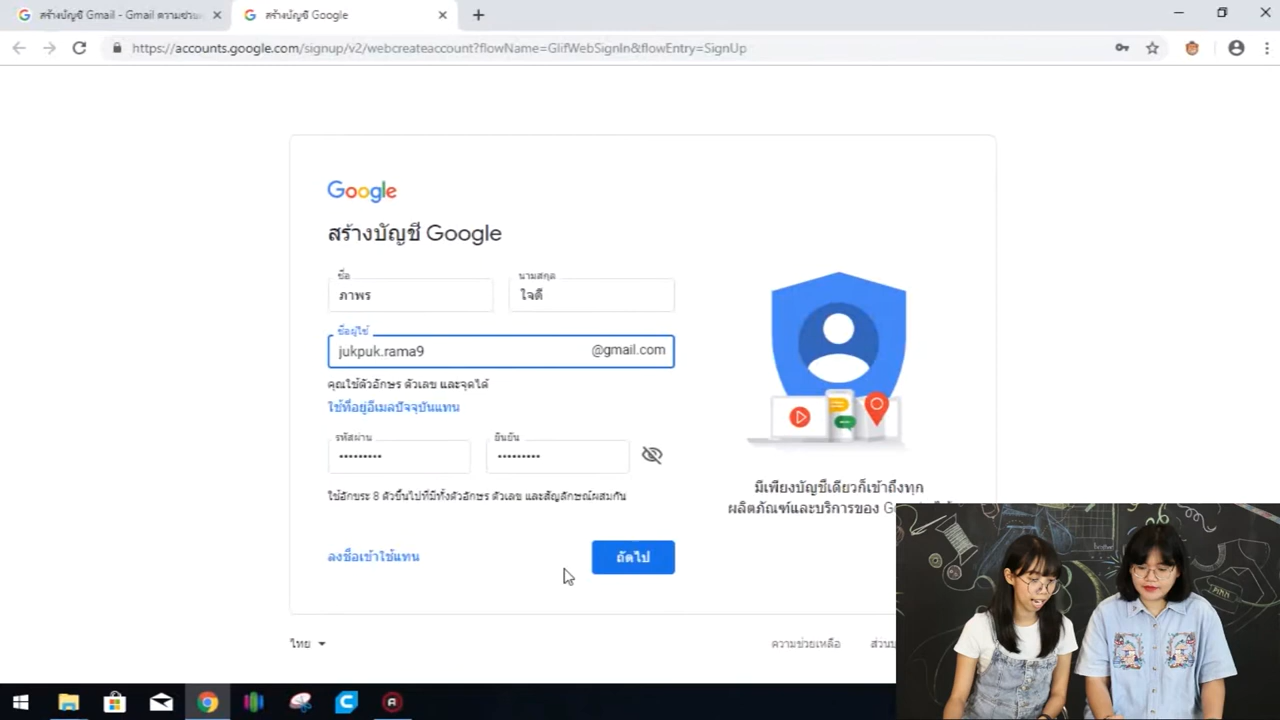 สร้างบัญชี Gmail - Gmail ความช่วย
สร้างบัญชี Google
https://accounts.google.com/signup/v2/webcreateaccount?flowName=GlifWebSignIn&flowEntry=SignUp
Google
สร้างบัญชี Google
ชื่อ
นามสกุล
ภาพร
ใจดี
ชื่อผู้ใช้
jukpuk.rama9
@gmail.com
คุณใช้ตัวอักษร ตัวเลข และจุดได้
ใช้ที่อยู่อีเมลปัจจุบันแทน
รหัสผ่าน
ยืนยัน
•••••••••
•••••••••
ใช้อักขระ 8 ตัวขึ้นไปที่มีทั้งตัวอักษร ตัวเลข และสัญลักษณ์ผสมกัน
มีเพียงบัญชีเดียวก็เข้าถึงทุก
ผลิตภัณฑ์และบริการของ
ลงชื่อเข้าใช้แทน
ถัดไป
ไทย
ความช่วยเหลือ